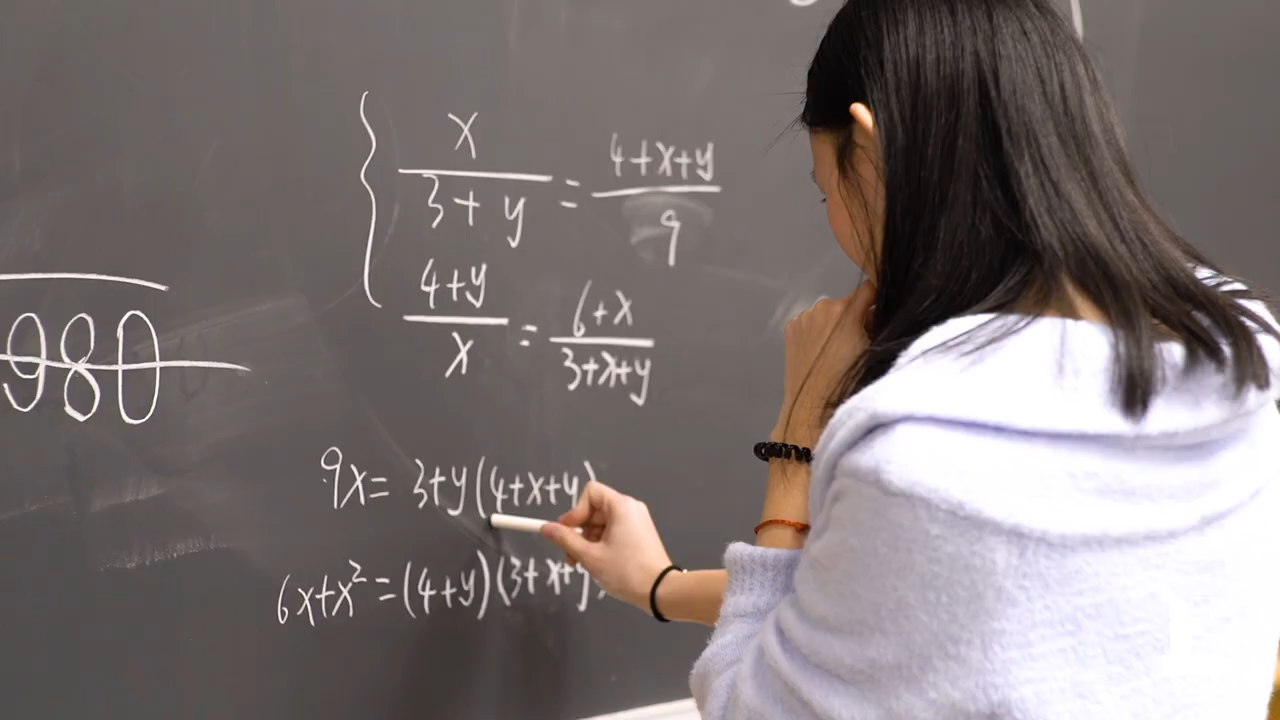 x/(3+y) = (4+x+y)/9
(4+y)/x = (6+x)/(3+x+y)
980
9x = 3+y(4+x+y)
6x+x² = (4+y)(3+x+y)